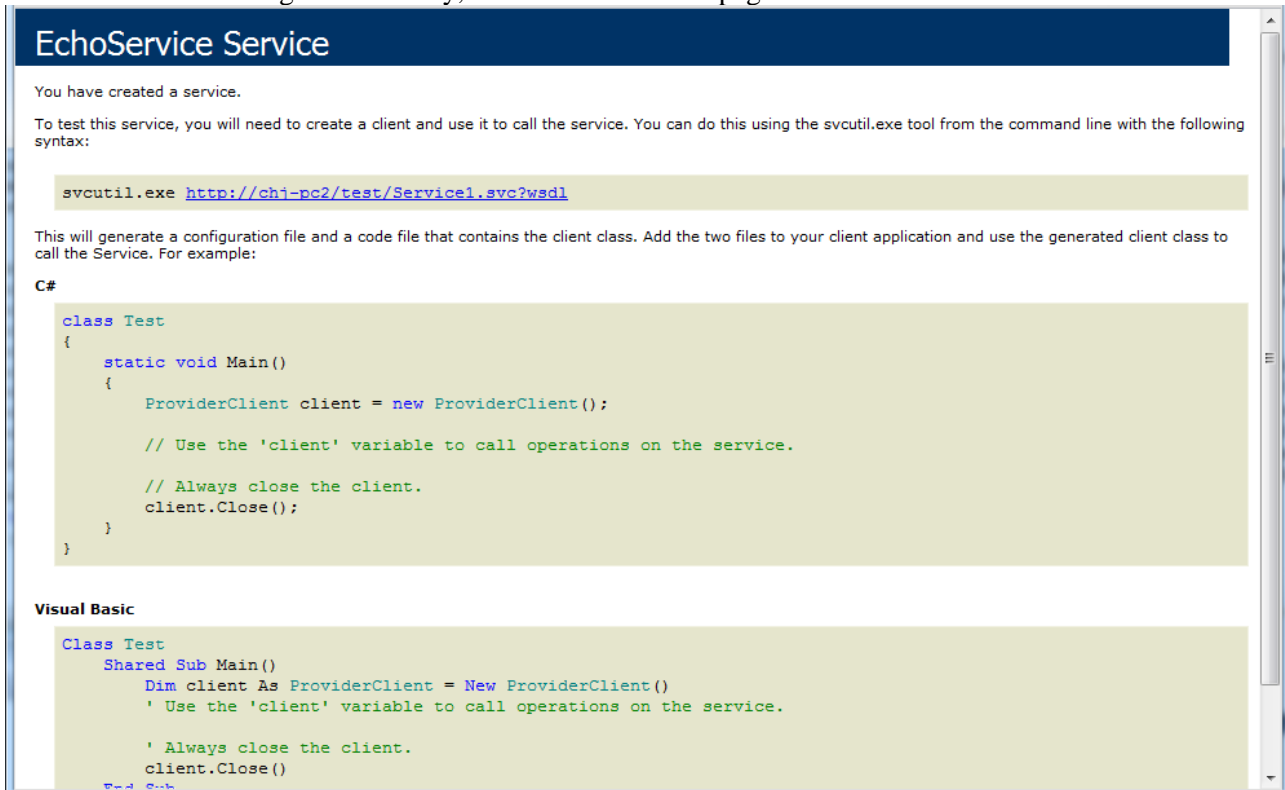 EchoService Service
You have created a service.
To test this service, you will need to create a client and use it to call the service. You can do this using the svcutil.exe tool from the command line with the following
syntax:
svcutil.exe http://chj-pc2/test/Service1.svc?wsdl
This will generate a configuration file and a code file that contains the client class. Add the two files to your client application and use the generated client class to
call the Service. For example:
C#
class Test
{
static void Main()
{
ProviderClient client = new ProviderClient();
// Use the 'client' variable to call operations on the service.
// Always close the client.
client.Close();
}
}
Visual Basic
Class Test
Shared Sub Main()
Dim client As ProviderClient = New ProviderClient()
' Use the 'client' variable to call operations on the service.
' Always close the client.
client.Close()
End Sub